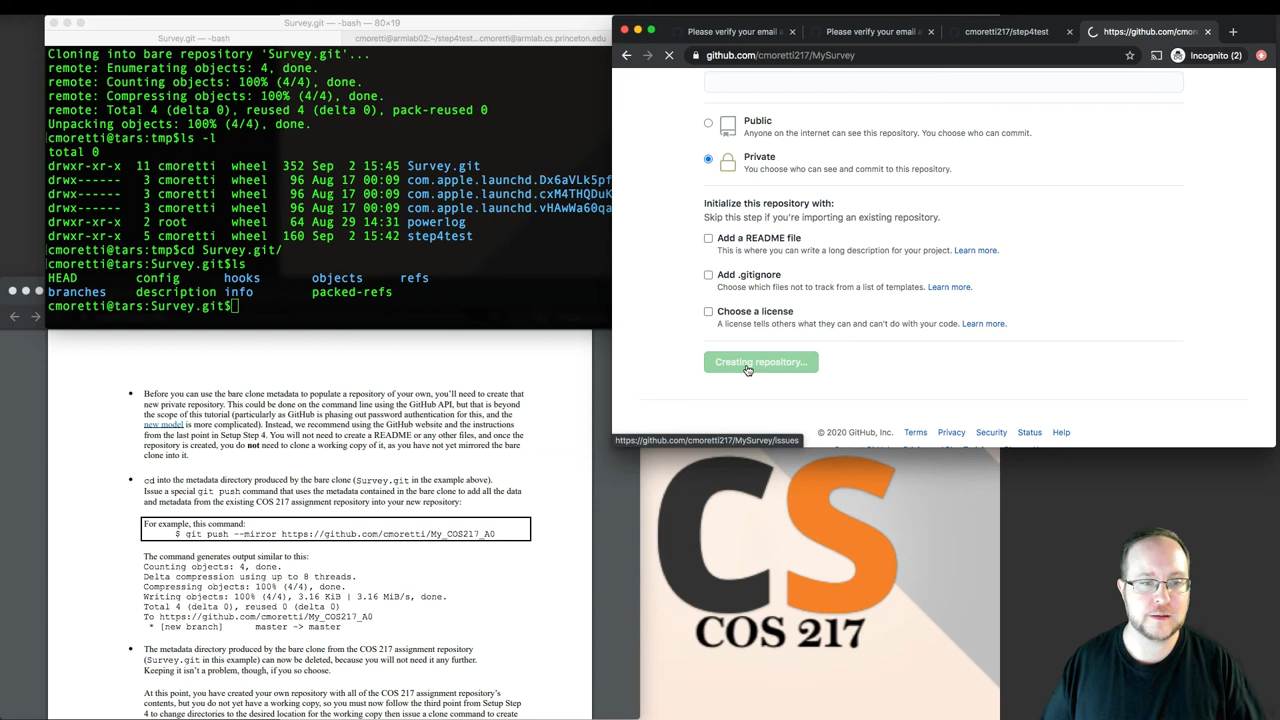 Survey.git — -bash — 80×19
Survey.git — -bash
cmoretti@armlab02:~/step4test...cmoretti@armlab.cs.princeton.edu
Cloning into bare repository 'Survey.git'...
remote: Enumerating objects: 4, done.
remote: Counting objects: 100% (4/4), done.
remote: Compressing objects: 100% (4/4), done.
remote: Total 4 (delta 0), reused 4 (delta 0), pack-reused 0
Unpacking objects: 100% (4/4), done.
cmoretti@tars:tmp$ls -l
total 0
drwxr-xr-x 11 cmoretti wheel 352 Sep 2 15:45 Survey.git
drwx------ 3 cmoretti wheel 96 Aug 17 00:09 com.apple.launchd.Dx6aVLk5pf
drwx------ 3 cmoretti wheel 96 Aug 17 00:09 com.apple.launchd.cxM4THQDuK
drwx------ 3 cmoretti wheel 96 Aug 17 00:09 com.apple.launchd.vHAwWa60qa
drwxr-xr-x 2 root wheel 64 Aug 29 14:31 powerlog
drwxr-xr-x 5 cmoretti wheel 160 Sep 2 15:42 step4test
cmoretti@tars:tmp$cd Survey.git/
cmoretti@tars:Survey.git$ls
HEAD config hooks objects refs
branches description info packed-refs
cmoretti@tars:Survey.git$
Please verify your email a
Please verify your email a
cmoretti217/step4test
https://github.com/cmor
github.com/cmoretti217/MySurvey
Incognito (2)
Public
Anyone on the internet can see this repository. You choose who can commit.
Private
You choose who can see and commit to this repository.
Initialize this repository with:
Skip this step if you're importing an existing repository.
Add a README file
This is where you can write a long description for your project. Learn more.
Add .gitignore
Choose which files not to track from a list of templates. Learn more.
Choose a license
A license tells others what they can and can't do with your code. Learn more.
Creating repository...
© 2020 GitHub, Inc. Terms Privacy Security Status Help
https://github.com/cmoretti217/MySurvey/issues
• Before you can use the bare clone metadata to populate a repository of your own, you'll need to create that
new private repository. This could be done on the command line using the GitHub API, but that is beyond
the scope of this tutorial (particularly as GitHub is phasing out password authentication for this, and the
new model is more complicated). Instead, we recommend using the GitHub website and the instructions
from the last point in Setup Step 4. You will not need to create a README or any other files, and once the
repository is created, you do not need to clone a working copy of it, as you have not yet mirrored the bare
clone into it.
• cd into the metadata directory produced by the bare clone (Survey.git in the example above).
Issue a special git push command that uses the metadata contained in the bare clone to add all the data
and metadata from the existing COS 217 assignment repository into your new repository:
For example, this command:
$ git push --mirror https://github.com/cmoretti/My_COS217_A0
The command generates output similar to this:
Counting objects: 4, done.
Delta compression using up to 8 threads.
Compressing objects: 100% (4/4), done.
Writing objects: 100% (4/4), 3.16 KiB | 3.16 MiB/s, done.
Total 4 (delta 0), reused 0 (delta 0)
To https://github.com/cmoretti/My_COS217_A0
* [new branch] master -> master
• The metadata directory produced by the bare clone from the COS 217 assignment repository
(Survey.git in this example) can now be deleted, because you will not need it any further.
Keeping it isn't a problem, though, if you so choose.
At this point, you have created your own repository with all of the COS 217 assignment repository's
contents, but you do not yet have a working copy, so you must now follow the third point from Setup Step
4 to change directories to the desired location for the working copy then issue a clone command to create
CS
COS 217